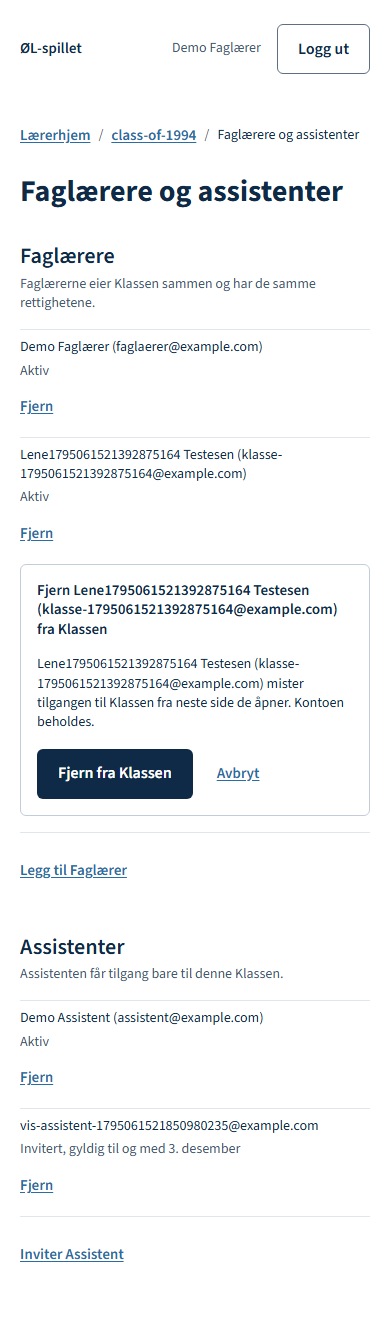 ØL-spillet
Demo Faglærer
Logg ut
Lærerhjem / class-of-1994 / Faglærere og assistenter
Faglærere og assistenter
Faglærere
Faglærerne eier Klassen sammen og har de samme
rettighetene.
Demo Faglærer (faglaerer@example.com)
Aktiv
Fjern
Lene1795061521392875164 Testesen (klasse-
1795061521392875164@example.com)
Aktiv
Fjern
Fjern Lene1795061521392875164 Testesen
(klasse-1795061521392875164@example.com)
fra Klassen
Lene1795061521392875164 Testesen (klasse-
1795061521392875164@example.com) mister
tilgangen til Klassen fra neste side de åpner. Kontoen
beholdes.
Fjern fra Klassen
Avbryt
Legg til Faglærer
Assistenter
Assistenten får tilgang bare til denne Klassen.
Demo Assistent (assistent@example.com)
Aktiv
Fjern
vis-assistent-1795061521850980235@example.com
Invitert, gyldig til og med 3. desember
Fjern
Inviter Assistent